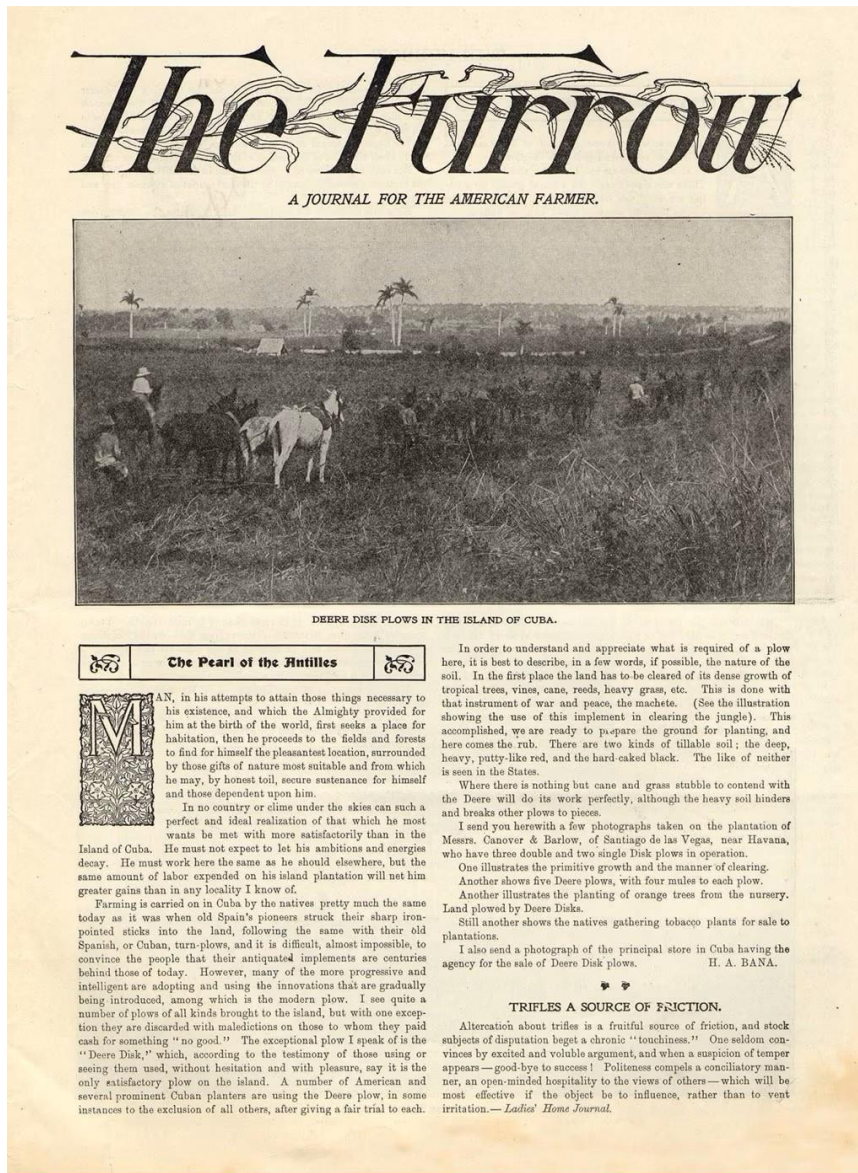 The Furrow
A JOURNAL FOR THE AMERICAN FARMER.
DEERE DISK PLOWS IN THE ISLAND OF CUBA.
The Pearl of the Antilles
MAN, in his attempts to attain those things necessary to
his existence, and which the Almighty provided for
him at the birth of the world, first seeks a place for
habitation, then he proceeds to the fields and forests
to find for himself the pleasantest location, surrounded
by those gifts of nature most suitable and from which
he may, by honest toil, secure sustenance for himself
and those dependent upon him.
In no country or clime under the skies can such a
perfect and ideal realization of that which he most
wants be met with more satisfactorily than in the
Island of Cuba. He must not expect to let his ambitions and energies
decay. He must work here the same as he should elsewhere, but the
same amount of labor expended on his island plantation will net him
greater gains than in any locality I know of.
Farming is carried on in Cuba by the natives pretty much the same
today as it was when old Spain's pioneers struck their sharp iron-
pointed sticks into the land, following the same with their old
Spanish, or Cuban, turn-plows, and it is difficult, almost impossible, to
convince the people that their antiquated implements are centuries
behind those of today. However, many of the more progressive and
intelligent are adopting and using the innovations that are gradually
being introduced, among which is the modern plow. I see quite a
number of plows of all kinds brought to the island, but with one excep-
tion they are discarded with maledictions on those to whom they paid
cash for something "no good." The exceptional plow I speak of is the
"Deere Disk," which, according to the testimony of those using or
seeing them used, without hesitation and with pleasure, say it is the
only satisfactory plow on the island. A number of American and
several prominent Cuban planters are using the Deere plow, in some
instances to the exclusion of all others, after giving a fair trial to each.
In order to understand and appreciate what is required of a plow
here, it is best to describe, in a few words, if possible, the nature of the
soil. In the first place the land has to be cleared of its dense growth of
tropical trees, vines, cane, reeds, heavy grass, etc. This is done with
that instrument of war and peace, the machete. (See the illustration
showing the use of this implement in clearing the jungle). This
accomplished, we are ready to prepare the ground for planting, and
here comes the rub. There are two kinds of tillable soil; the deep,
heavy, putty-like red, and the hard-caked black. The like of neither
is seen in the States.
Where there is nothing but cane and grass stubble to contend with
the Deere will do its work perfectly, although the heavy soil hinders
and breaks other plows to pieces.
I send you herewith a few photographs taken on the plantation of
Messrs. Canover & Barlow, of Santiago de las Vegas, near Havana,
who have three double and two single Disk plows in operation.
One illustrates the primitive growth and the manner of clearing.
Another shows five Deere plows, with four mules to each plow.
Another illustrates the planting of orange trees from the nursery.
Land plowed by Deere Disks.
Still another shows the natives gathering tobacco plants for sale to
plantations.
I also send a photograph of the principal store in Cuba having the
agency for the sale of Deere Disk plows. H. A. BANA.
TRIFLES A SOURCE OF FRICTION.
Altercation about trifles is a fruitful source of friction, and stock
subjects of disputation beget a chronic "touchiness." One seldom con-
vinces by excited and voluble argument, and when a suspicion of temper
appears—good-bye to success! Politeness compels a conciliatory man-
ner, an open-minded hospitality to the views of others—which will be
most effective if the object be to influence, rather than to vent
irritation.—Ladies' Home Journal.